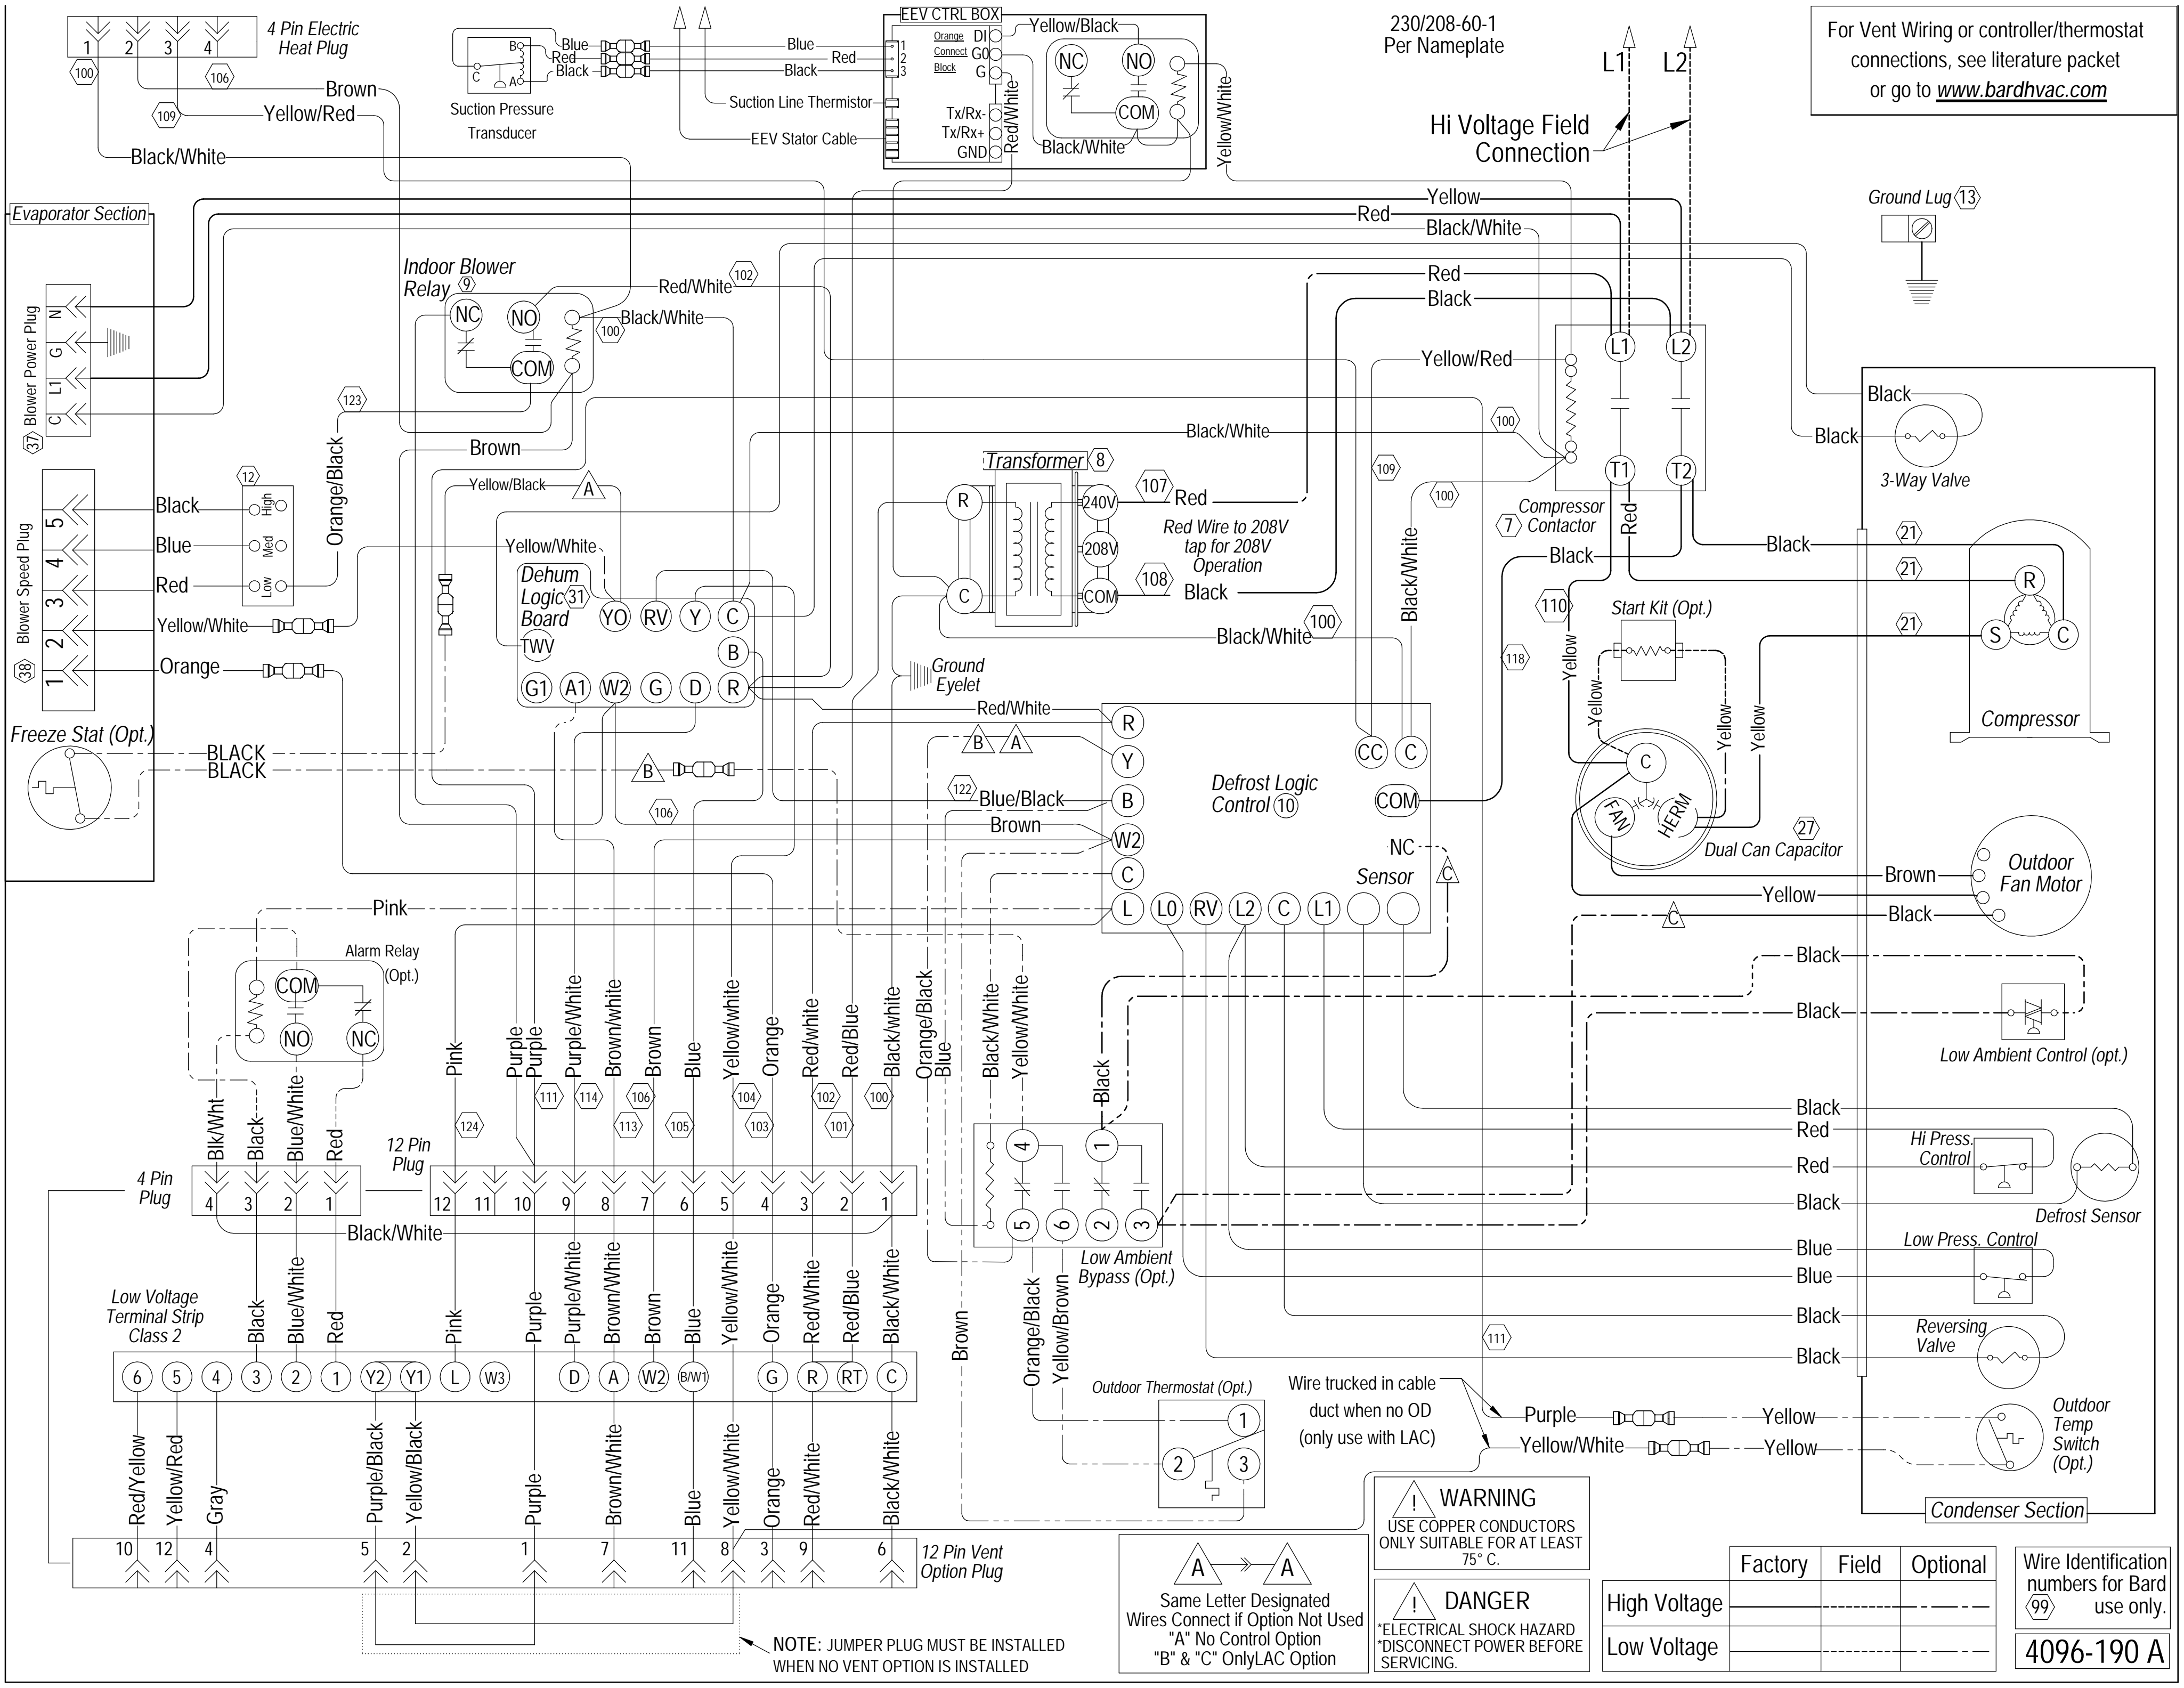 4 Pin Electric
Heat Plug
1 2 3 4
100
106
109
Brown
Yellow/Red
Black/White
B
C
A
Blue
Red
Black
Suction Pressure
Transducer
Blue
Red
Black
Suction Line Thermistor
EEV Stator Cable
EEV CTRL BOX
1
2
3
Orange
Connect
Block
DI
G0
G
Tx/Rx-
Tx/Rx+
GND
Yellow/Black
Red/White
Black/White
NC
NO
COM
Yellow/White
230/208-60-1
Per Nameplate
L1
L2
Hi Voltage Field
Connection
For Vent Wiring or controller/thermostat
connections, see literature packet
or go to www.bardhvac.com
Ground Lug 13
Yellow
Red
Black/White
Red
Black
Evaporator Section
Blower Power Plug
37
N
G
L1
C
Indoor Blower
Relay 9
NC
NO
COM
Red/White
102
Black/White
100
123
Brown
Orange/Black
Blower Speed Plug
38
5
4
3
2
1
Black
Blue
Red
Yellow/White
Orange
12
High
Med
Low
Yellow/Black
A
Yellow/White
Dehum
Logic 31
Board
YO
RV
Y
C
TWV
B
G1
A1
W2
G
D
R
Freeze Stat (Opt.)
BLACK
BLACK
B
106
Transformer 8
R
C
240V
208V
COM
107
Red
Red Wire to 208V
tap for 208V
Operation
108
Black
100
Black/White
Black/White
100
Yellow/Red
109
100
Black/White
L1
L2
T1
T2
7
Compressor
Contactor
Red
Black
Black
118
110
Yellow
Ground
Eyelet
Red/White
B
A
122
Blue/Black
Brown
R
Y
B
W2
C
L
L0
RV
L2
C
L1
Defrost Logic
Control 10
CC
C
COM
NC
Sensor
C
Start Kit (Opt.)
Yellow
Yellow
Yellow
C
FAN
HERM
27
Dual Can Capacitor
Black
Black
3-Way Valve
21
21
21
R
S
C
Compressor
Brown
Yellow
Black
C
Outdoor
Fan Motor
Black
Black
Low Ambient Control (opt.)
Black
Red
Red
Black
Hi Press.
Control
Defrost Sensor
Low Press. Control
Blue
Blue
Black
Black
Reversing
Valve
Pink
Alarm Relay
(Opt.)
COM
NO
NC
Blk/Wht
Black
Blue/White
Red
4 Pin
Plug
4 3 2 1
Black/White
12 Pin
Plug
Pink
Purple
Purple
Purple/White
Brown/white
Brown
Blue
Yellow/white
Orange
Red/white
Red/Blue
Black/white
124
111
114
113
106
105
104
103
102
101
100
12 11 10 9 8 7 6 5 4 3 2 1
Orange/Black
Blue
Black/White
Yellow/White
Black
4
1
5
6
2
3
Low Ambient
Bypass (Opt.)
Brown
Orange/Black
Yellow/Brown
Low Voltage
Terminal Strip
Class 2
Black
Blue/White
Red
Pink
Purple
Purple/White
Brown/White
Brown
Blue
Yellow/White
Orange
Red/White
Red/Blue
Black/White
6 5 4 3 2 1 Y2 Y1 L W3 D A W2 B/W1 G R RT C
Red/Yellow
Yellow/Red
Gray
Purple/Black
Yellow/Black
Purple
Brown/White
Blue
Yellow/White
Orange
Red/White
Black/White
10 12 4 5 2 1 7 11 8 3 9 6
12 Pin Vent
Option Plug
NOTE: JUMPER PLUG MUST BE INSTALLED
WHEN NO VENT OPTION IS INSTALLED
Outdoor Thermostat (Opt.)
1
2
3
Wire trucked in cable
duct when no OD
(only use with LAC)
111
Purple
Yellow/White
Yellow
Yellow
Outdoor
Temp
Switch
(Opt.)
Condenser Section
A
A
Same Letter Designated
Wires Connect if Option Not Used
"A" No Control Option
"B" & "C" OnlyLAC Option
! WARNING
USE COPPER CONDUCTORS
ONLY SUITABLE FOR AT LEAST
75° C.
! DANGER
*ELECTRICAL SHOCK HAZARD
*DISCONNECT POWER BEFORE
SERVICING.
Factory Field Optional
High Voltage
Low Voltage
Wire Identification
numbers for Bard
99 use only.
4096-190 A